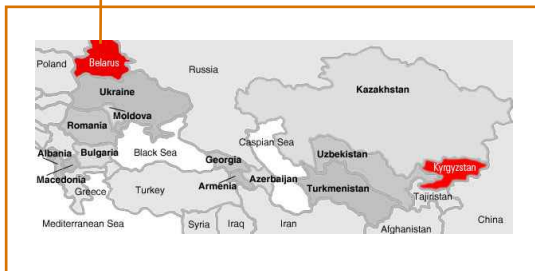 Poland
Belarus
Russia
Ukraine
Kazakhstan
Moldova
Romania
Caspian Sea
Albania
Bulgaria
Black Sea
Georgia
Uzbekistan
Kyrgyzstan
Macedonia
Greece
Turkey
Armenia
Azerbaijan
Turkmenistan
Tajiristan
Mediterranean Sea
Syria
Iraq
Iran
Afghanistan
China